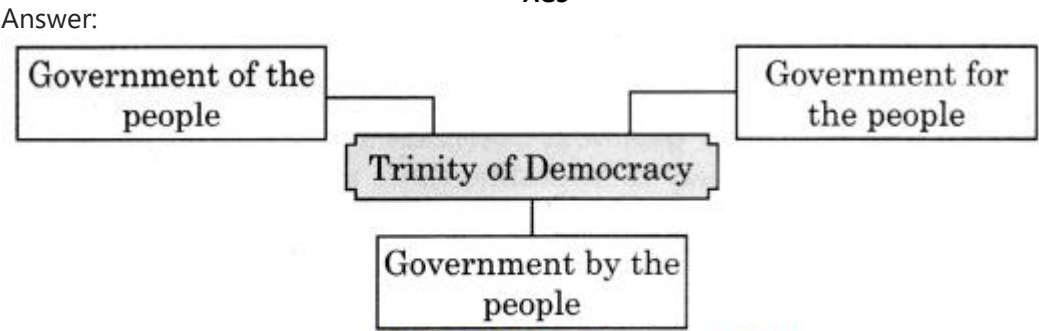 Answer:
Government of the
people
Government for
the people
Trinity of Democracy
Government by the
people